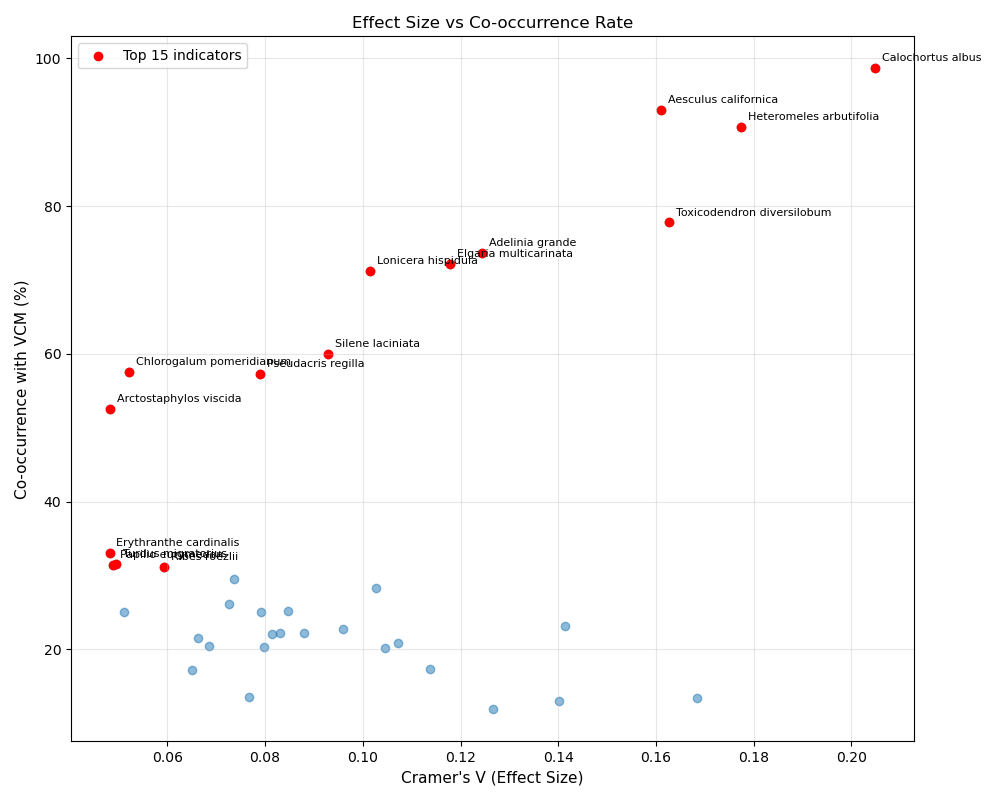 Effect Size vs Co-occurrence Rate
Top 15 indicators
Calochortus albus
Aesculus californica
Heteromeles arbutifolia
Toxicodendron diversilobum
Adelinia grande
Elgaria multicarinata
Lonicera hispidula
Silene laciniata
Chlorogalum pomeridianum
Pseudacris regilla
Arctostaphylos viscida
Erythranthe cardinalis
Turdus migratorius
Papilio
Ribes roezlii
Co-occurrence with VCM (%)
100
80
60
40
20
0.06 0.08 0.10 0.12 0.14 0.16 0.18 0.20
Cramer's V (Effect Size)